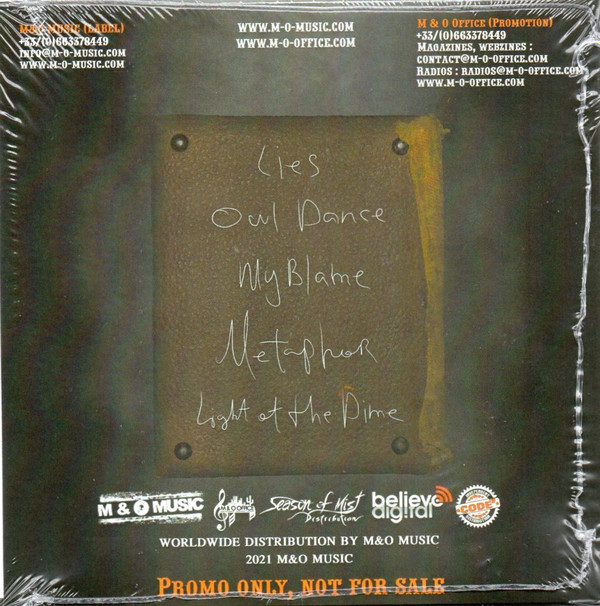 M&O MUSIC (LABEL)
+33/(0)663378449
INFO@M-O-MUSIC.COM
WWW.M-O-MUSIC.COM
WWW.M-O-MUSIC.COM
WWW.M-O-OFFICE.COM
M & O OFFICE (PROMOTION)
+33/(0)663378449
MAGAZINES, WEBZINES :
CONTACT@M-O-OFFICE.COM
RADIOS : RADIOS@M-O-OFFICE.COM
WWW.M-O-OFFICE.COM
Lies
Owl Dance
My Blame
Metaphor
Light of the Dime
M & O MUSIC
M & O OFFICE
Season of Mist
Distribution
believe
digital
CODE7
WORLDWIDE DISTRIBUTION BY M&O MUSIC
2021 M&O MUSIC
PROMO ONLY, NOT FOR SALE